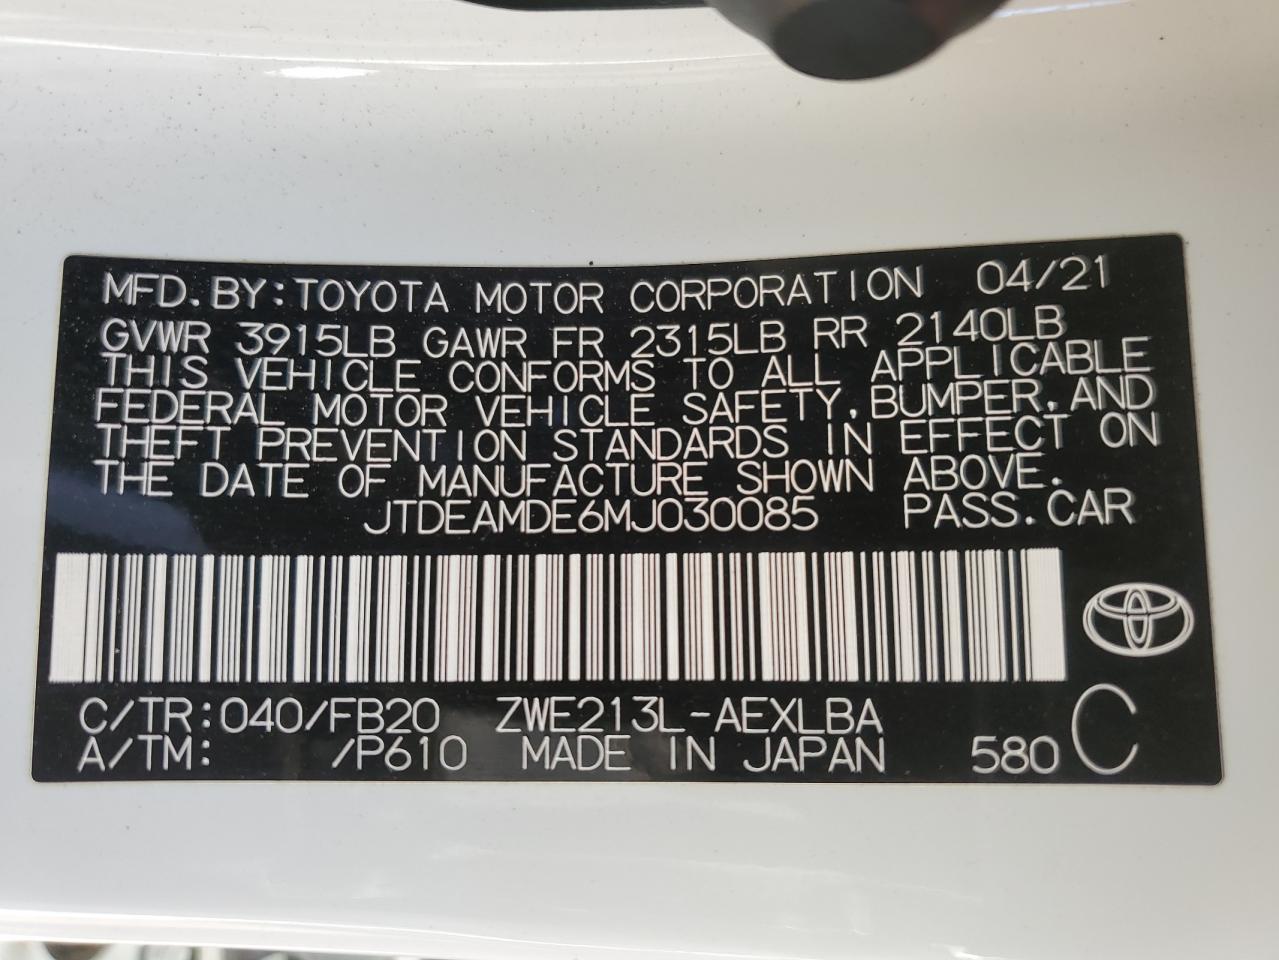 MFD. BY: TOYOTA MOTOR CORPORATION 04/21
GVWR 3915LB GAWR FR 2315LB RR 2140LB
THIS VEHICLE CONFORMS TO ALL APPLICABLE
FEDERAL MOTOR VEHICLE SAFETY, BUMPER, AND
THEFT PREVENTION STANDARDS IN EFFECT ON
THE DATE OF MANUFACTURE SHOWN ABOVE.
JTDEAMDE6MJ030085 PASS. CAR
C/TR: 040/FB20 ZWE213L-AEXLBA
A/TM: /P610 MADE IN JAPAN 580 C